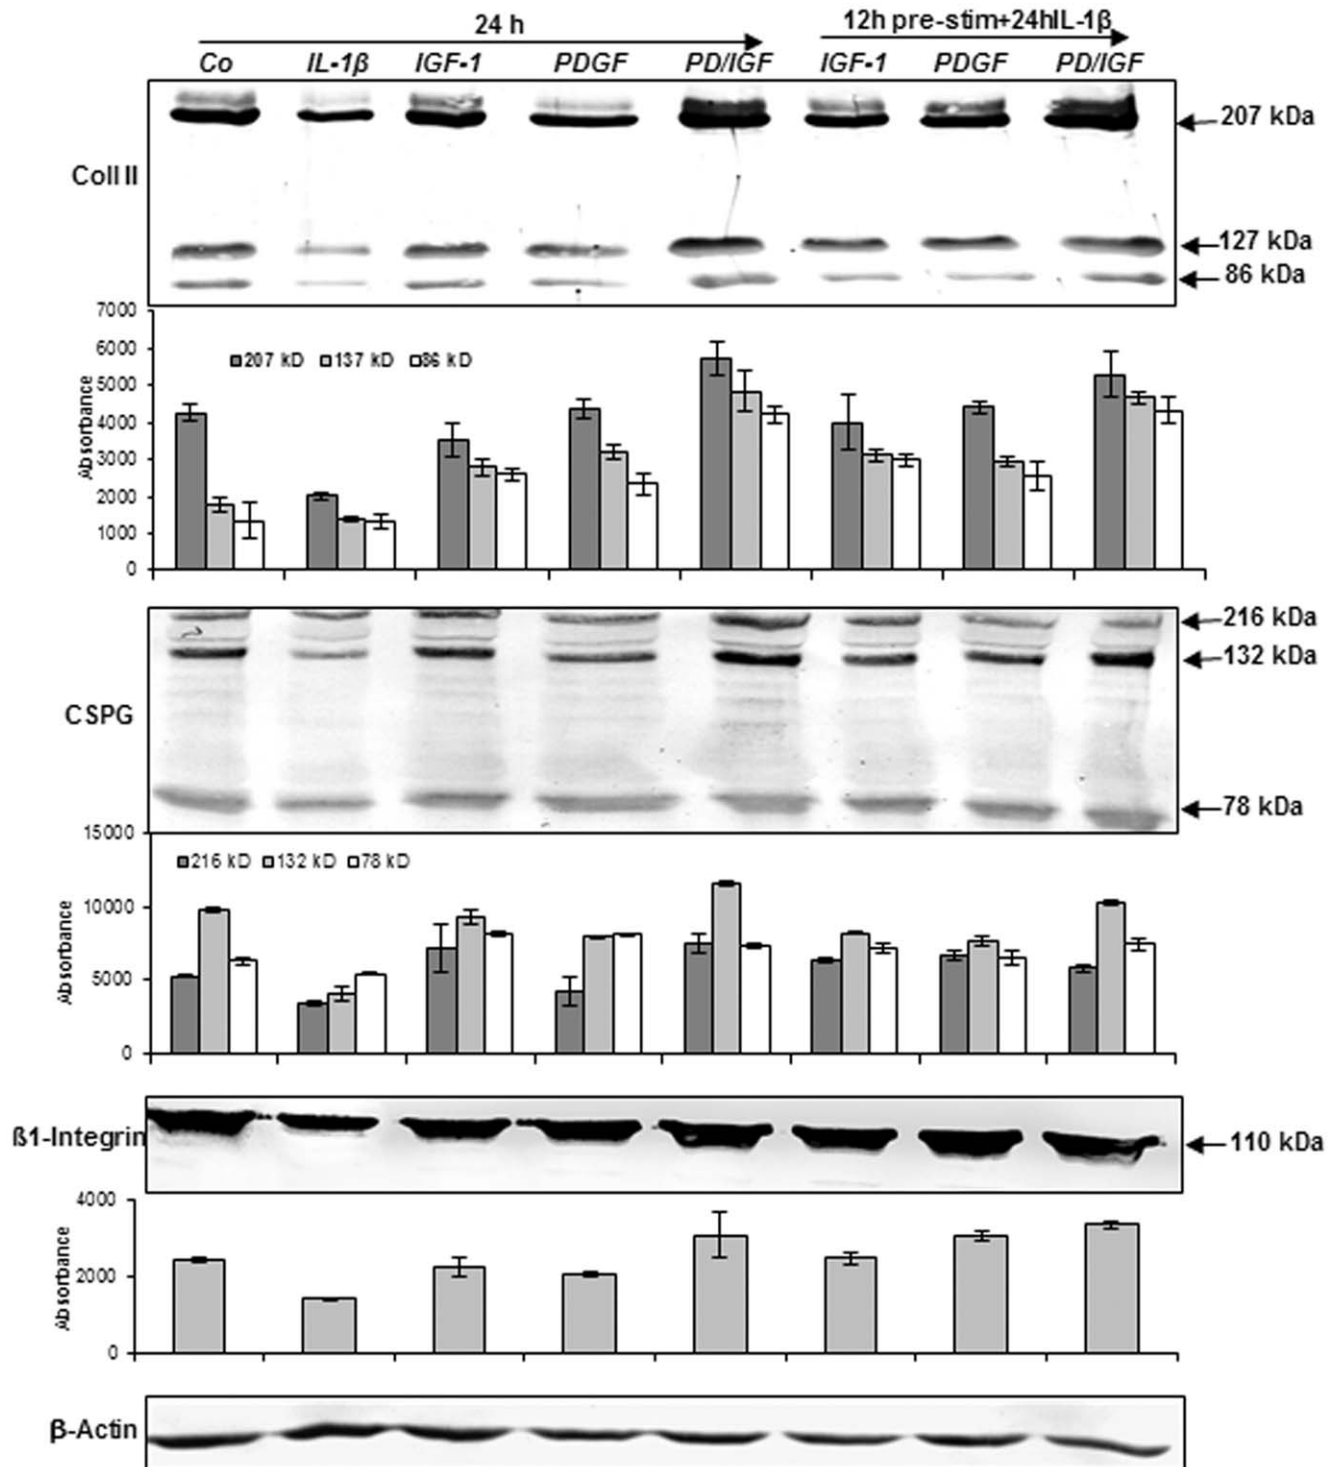 24 h 12h pre-stim+24hIL-1β
Co IL-1β IGF-1 PDGF PD/IGF IGF-1 PDGF PD/IGF
207 kDa
Coll II
127 kDa
86 kDa
7000
6000
207 kD 137 kD 86 kD
5000
Absorbance
4000
3000
2000
1000
0
216 kDa
132 kDa
CSPG
78 kDa
15000
216 kD 132 kD 78 kD
10000
Absorbance
5000
0
ß1-Integrin
110 kDa
4000
Absorbance
2000
0
β-Actin